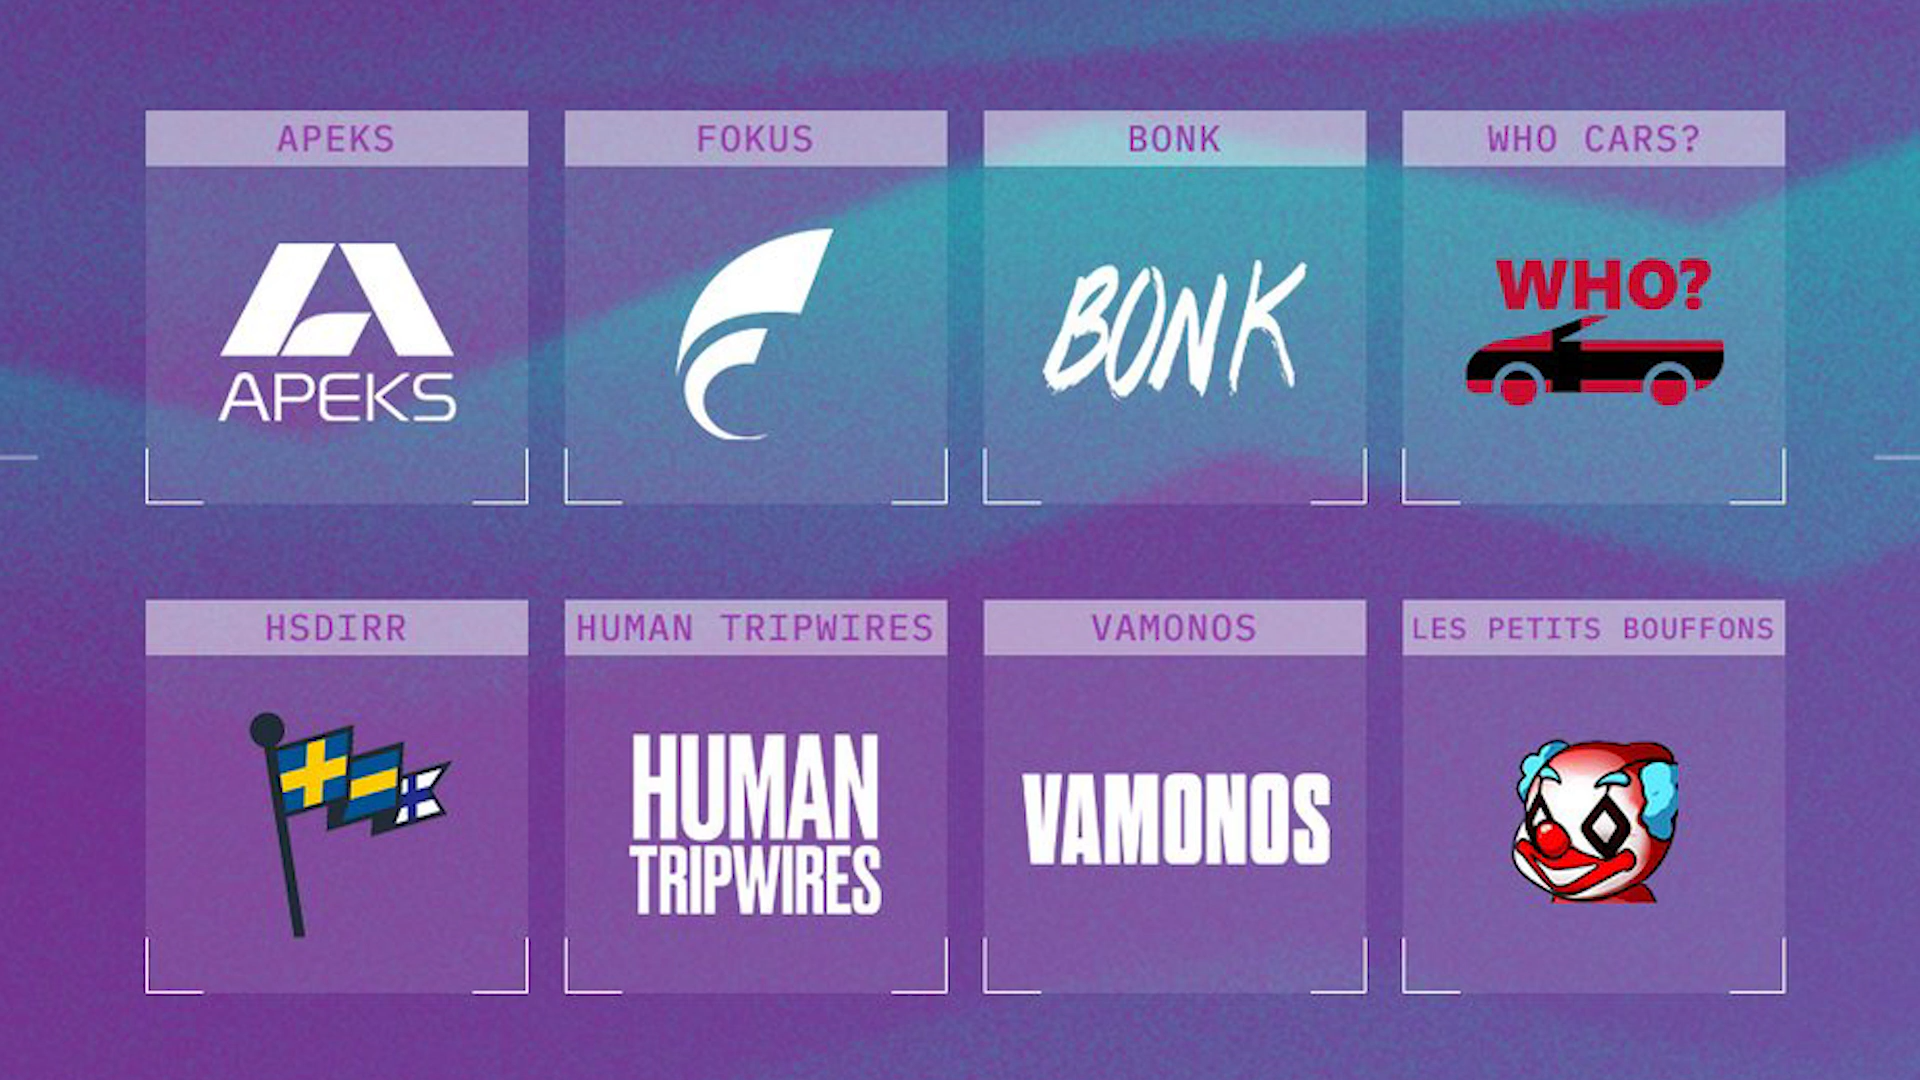 APEKS
FOKUS
BONK
WHO CARS?
APEKS
BONK
WHO?
HSDIRR
HUMAN TRIPWIRES
VAMONOS
LES PETITS BOUFFONS
HUMAN
TRIPWIRES
VAMONOS